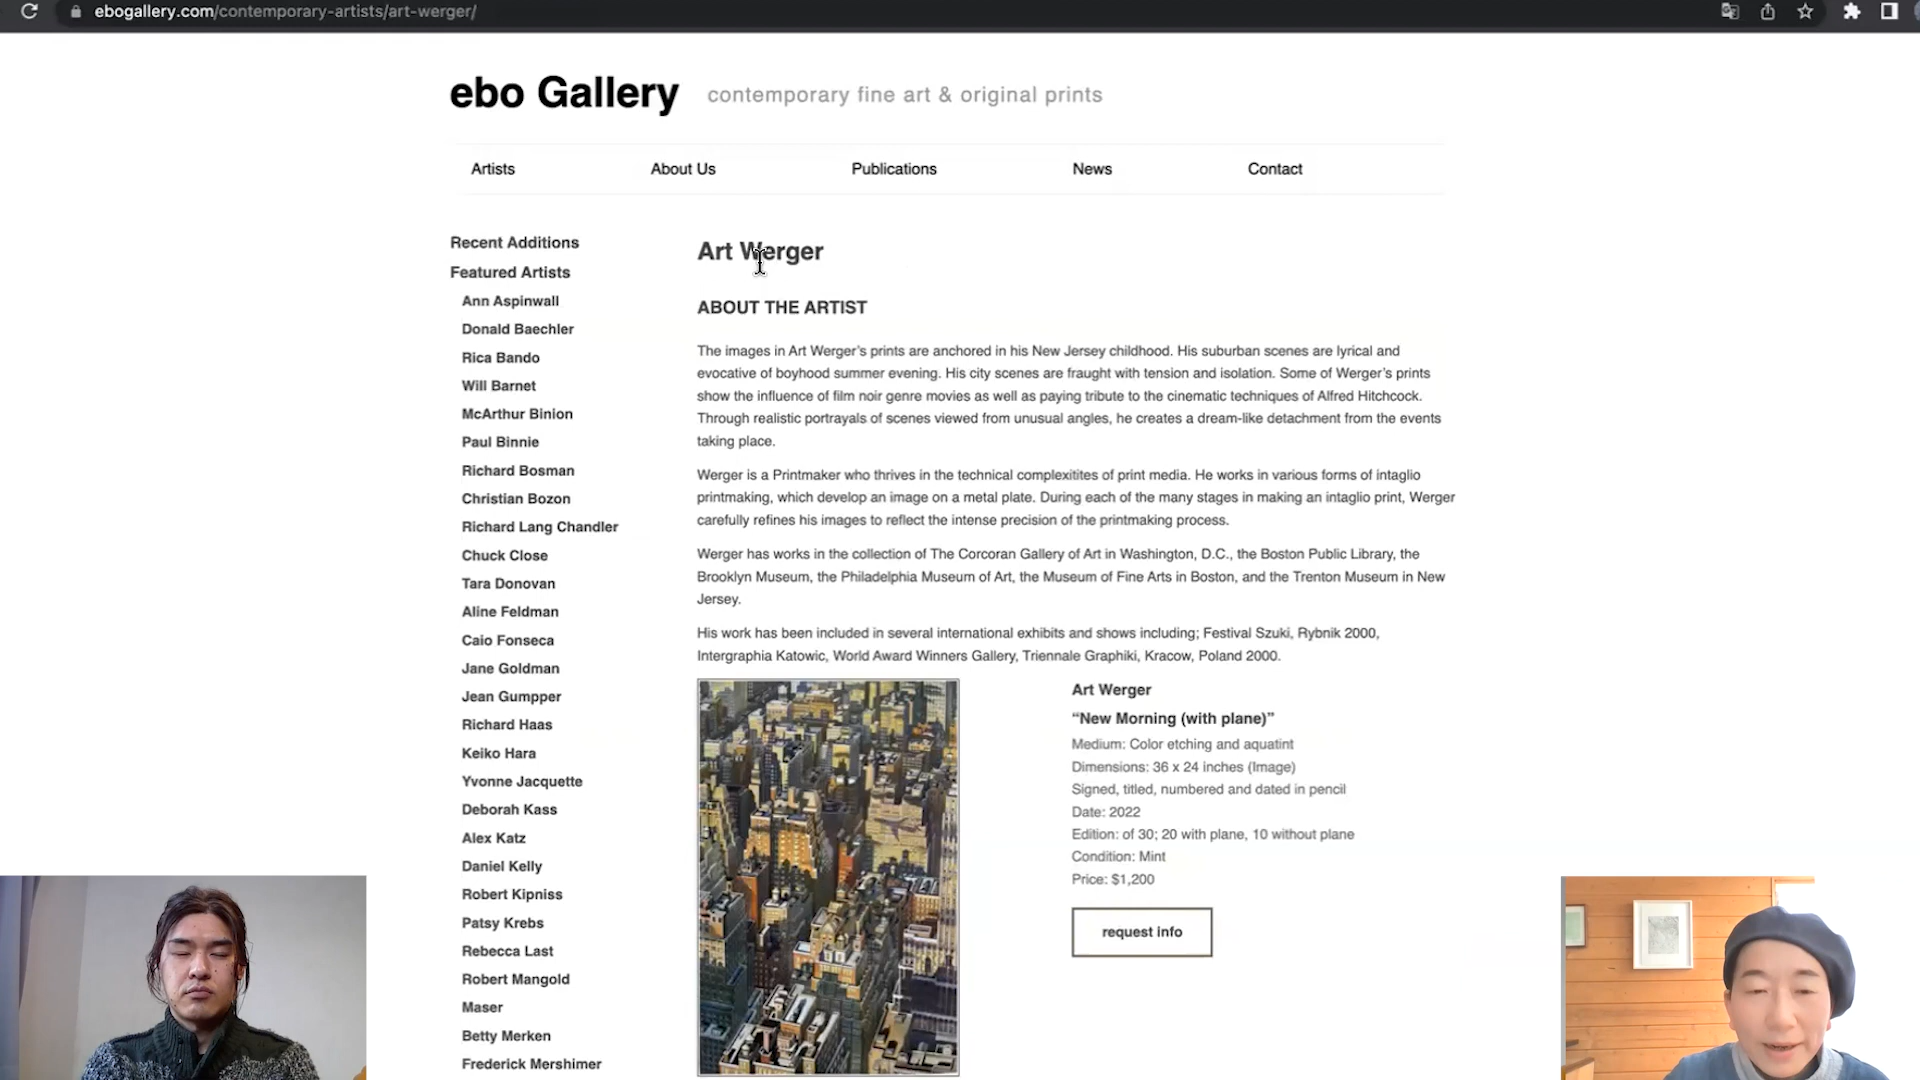 ebogallery.com/contemporary-artists/art-werger/
ebo Gallery
contemporary fine art & original prints
Artists
About Us
Publications
News
Contact
Recent Additions
Featured Artists
Ann Aspinwall
Donald Baechler
Rica Bando
Will Barnet
McArthur Binion
Paul Binnie
Richard Bosman
Christian Bozon
Richard Lang Chandler
Chuck Close
Tara Donovan
Aline Feldman
Caio Fonseca
Jane Goldman
Jean Gumpper
Richard Haas
Keiko Hara
Yvonne Jacquette
Deborah Kass
Alex Katz
Daniel Kelly
Robert Kipniss
Patsy Krebs
Rebecca Last
Robert Mangold
Maser
Betty Merken
Frederick Mershimer
Art Werger
ABOUT THE ARTIST
The images in Art Werger’s prints are anchored in his New Jersey childhood. His suburban scenes are lyrical and
evocative of boyhood summer evening. His city scenes are fraught with tension and isolation. Some of Werger’s prints
show the influence of film noir genre movies as well as paying tribute to the cinematic techniques of Alfred Hitchcock.
Through realistic portrayals of scenes viewed from unusual angles, he creates a dream-like detachment from the events
taking place.
Werger is a Printmaker who thrives in the technical complexitites of print media. He works in various forms of intaglio
printmaking, which develop an image on a metal plate. During each of the many stages in making an intaglio print, Werger
carefully refines his images to reflect the intense precision of the printmaking process.
Werger has works in the collection of The Corcoran Gallery of Art in Washington, D.C., the Boston Public Library, the
Brooklyn Museum, the Philadelphia Museum of Art, the Museum of Fine Arts in Boston, and the Trenton Museum in New
Jersey.
His work has been included in several international exhibits and shows including; Festival Szuki, Rybnik 2000,
Intergraphia Katowic, World Award Winners Gallery, Triennale Graphiki, Kracow, Poland 2000.
Art Werger
“New Morning (with plane)”
Medium: Color etching and aquatint
Dimensions: 36 x 24 inches (Image)
Signed, titled, numbered and dated in pencil
Date: 2022
Edition: of 30; 20 with plane, 10 without plane
Condition: Mint
Price: $1,200
request info